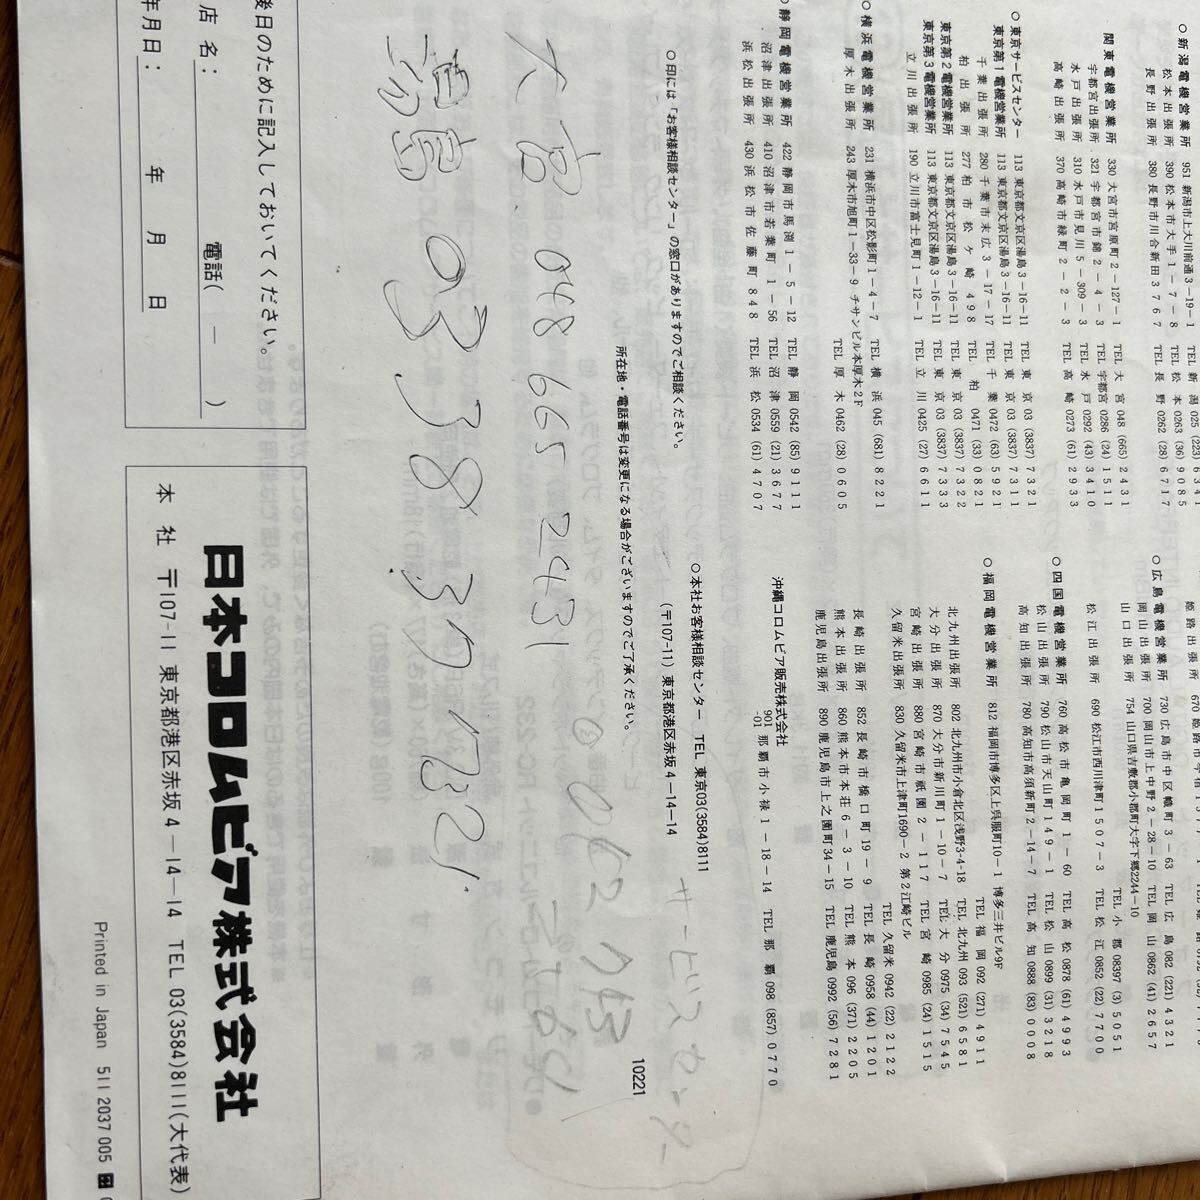 ○新潟電機営業所 951 新潟市上大川前通3-19-1 TEL 新潟 025 (223) 6341
松本出張所 390 松本市大手1-7-8 TEL 松本 0263 (36) 9085
長野出張所 380 長野市川合新田3767 TEL 長野 0262 (28) 6717
関東電機営業所 330 大宮市宮原町2-127-1 TEL 大宮 048 (665) 2431
宇都宮出張所 321 宇都宮市錦2-4-3 TEL 宇都宮 0286 (24) 1511
水戸出張所 310 水戸市見川5-309-3 TEL 水戸 0292 (43) 3410
高崎出張所 370 高崎市緑町2-2-3 TEL 高崎 0273 (61) 2933
○東京サービスセンター 113 東京都文京区湯島3-16-11 TEL 東京 03 (3837) 7321
東京第1電機営業所 113 東京都文京区湯島3-16-11 TEL 東京 03 (3837) 7311
千葉出張所 280 千葉市末広3-17-17 TEL 千葉 0472 (63) 5921
柏出張所 277 柏市松ケ崎498 TEL 柏 0471 (33) 0821
東京第2電機営業所 113 東京都文京区湯島3-16-11 TEL 東京 03 (3837) 7322
東京第3電機営業所 113 東京都文京区湯島3-16-11 TEL 東京 03 (3837) 7333
立川出張所 190 立川市富士見町1-12-1 TEL 立川 0425 (27) 6611
○横浜電機営業所 231 横浜市中区松影町1-4-7 TEL 横浜 045 (681) 8221
厚木出張所 243 厚木市旭町1-33-9 チサンビル本厚木2F TEL 厚木 0462 (28) 0605
○静岡電機営業所 422 静岡市馬渕1-5-12 TEL 静岡 0542 (85) 9111
沼津出張所 410 沼津市若葉町1-56 TEL 沼津 0559 (21) 3677
浜松出張所 430 浜松市佐藤町848 TEL 浜松 0534 (61) 4707
○印には「お客様相談センター」の窓口がありますのでご相談ください。
所在地・電話番号は変更になる場合がございますのでご了承ください。
○広島電機営業所 730 広島市中区幟町3-63 TEL 広島 082 (221) 4321
岡山出張所 700 岡山市上中野2-28-10 TEL 岡山 0862 (41) 2657
山口出張所 754 山口県吉敷郡小郡町大字下郷2244-10
TEL 小郡 08397 (3) 5051
松江出張所 690 松江市西川津町1507-3 TEL 松江 0852 (22) 7700
○四国電機営業所 760 高松市亀岡町1-60 TEL 高松 0878 (61) 4993
松山出張所 790 松山市天山町149-1 TEL 松山 0899 (31) 3218
高知出張所 780 高知市高須新町2-14-7 TEL 高知 0888 (83) 0008
○福岡電機営業所 812 福岡市博多区上呉服町10-1 博多三井ビル9F
TEL 福岡 092 (271) 4911
北九州出張所 802 北九州市小倉北区浅野3-4-18 TEL 北九州 093 (521) 6581
大分出張所 870 大分市新川町1-10-7 TEL 大分 0975 (34) 7545
宮崎出張所 880 宮崎市祇園2-117 TEL 宮崎 0985 (24) 1515
久留米出張所 830 久留米市上津町1690-2 第2江崎ビル
TEL 久留米 0942 (22) 2122
長崎出張所 852 長崎市橋口町19-9 TEL 長崎 0958 (44) 1201
熊本出張所 860 熊本市本荘6-3-10 TEL 熊本 096 (371) 2205
鹿児島出張所 890 鹿児島市上之園町34-15 TEL 鹿児島 0992 (56) 7281
沖縄コロムビア販売株式会社
901-01 那覇市小禄1-18-14 TEL 那覇 098 (857) 0770
○本社お客様相談センター TEL 東京03(3584)8111
(〒107-11) 東京都港区赤坂4-14-14
サービスセンター
10221
大宮 048 665 2431
湯島 03 3837 7321
後日のために記入しておいてください。
店名: 電話( - )
年月日: 年 月 日
日本コロムビア株式会社
本社 〒107-11 東京都港区赤坂4-14-14 TEL 03(3584)8111(大代表)
Printed in Japan 511 2037 005